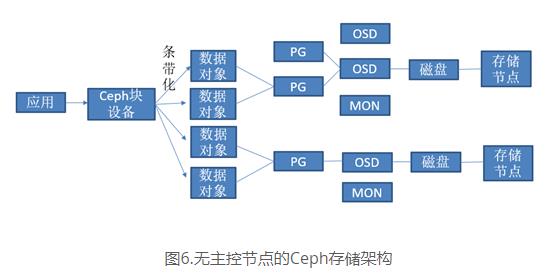 条带化
应用
Ceph块
设备
数据
对象
数据
对象
数据
对象
数据
对象
PG
PG
PG
OSD
OSD
MON
OSD
MON
磁盘
磁盘
存储
节点
存储
节点
图6.无主控节点的Ceph存储架构